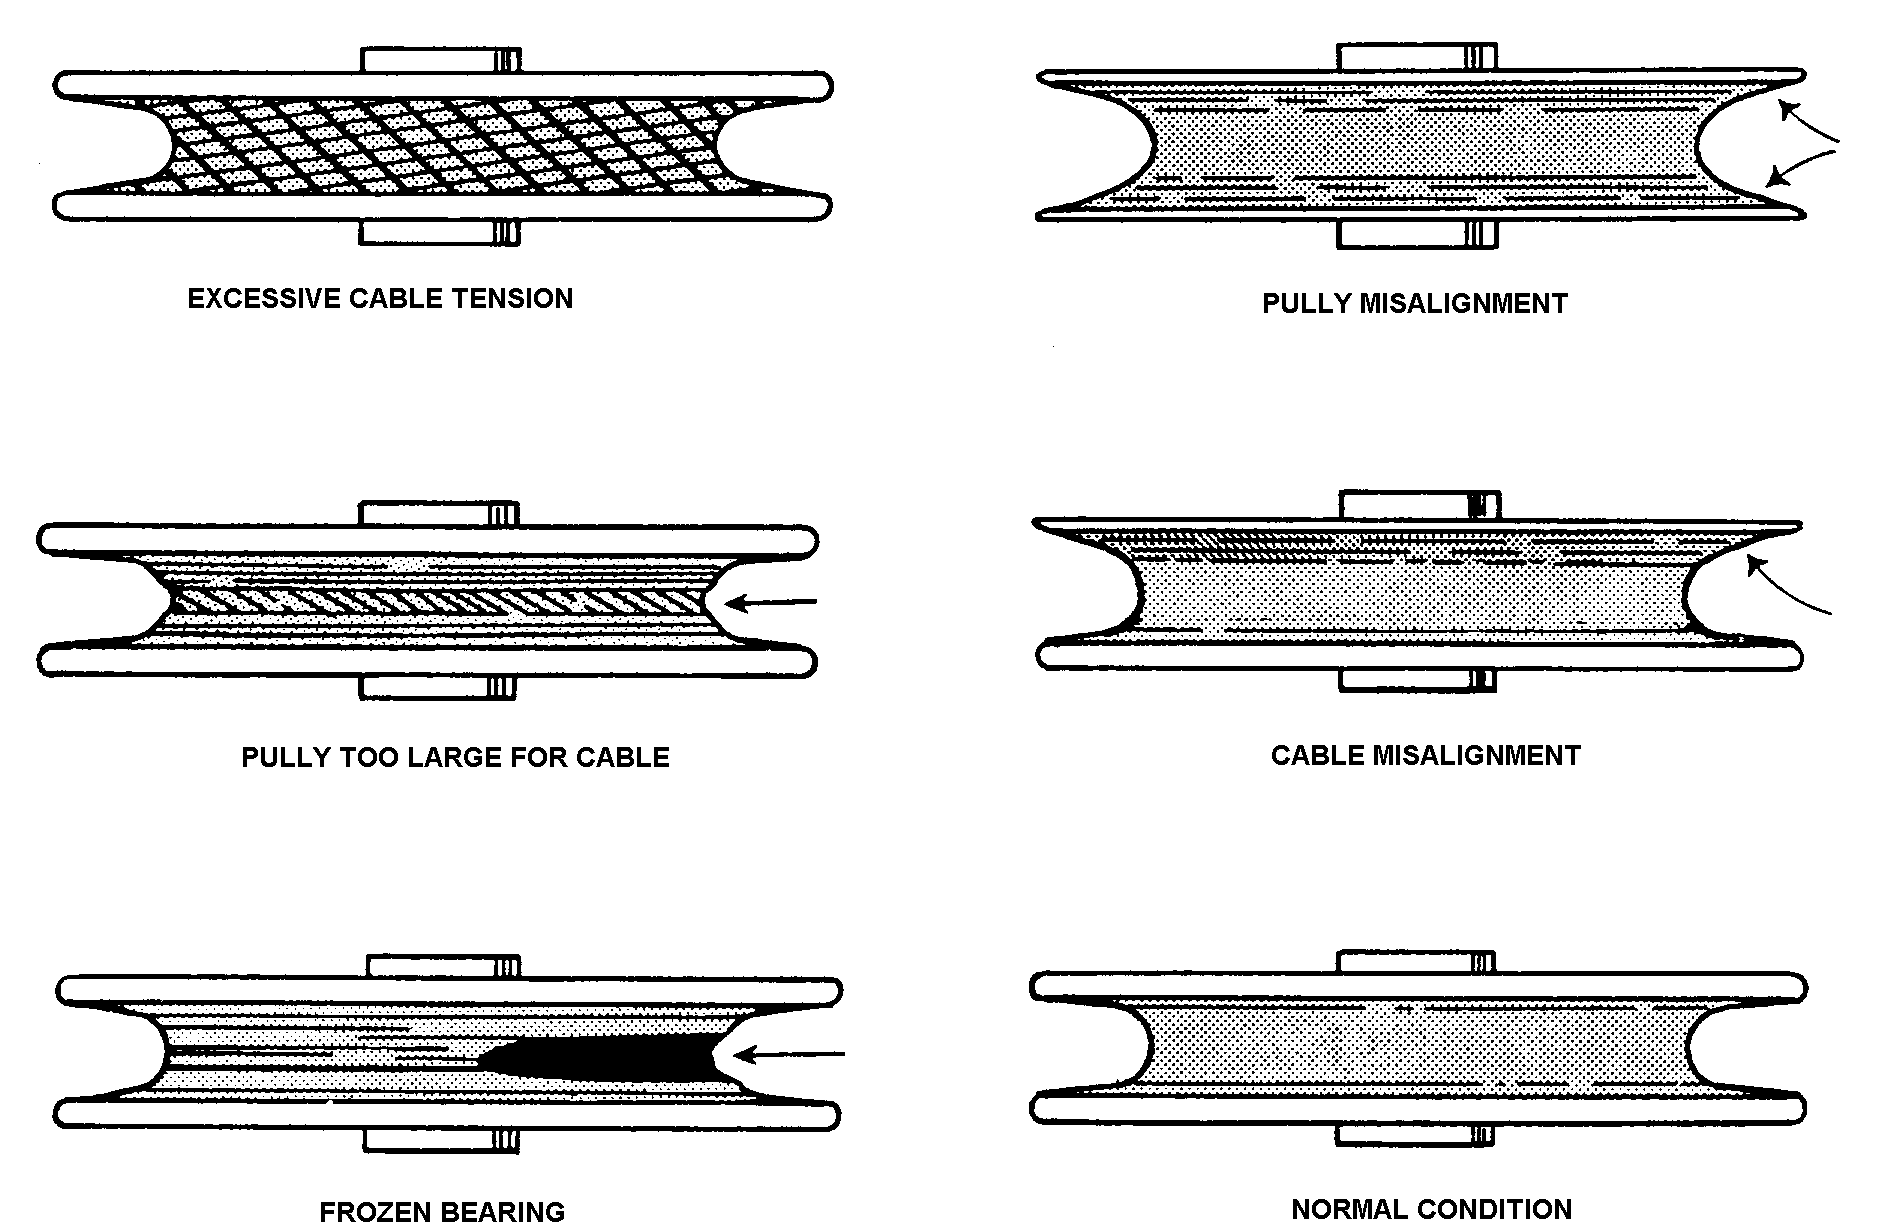 EXCESSIVE CABLE TENSION
PULLY MISALIGNMENT
PULLY TOO LARGE FOR CABLE
CABLE MISALIGNMENT
FROZEN BEARING
NORMAL CONDITION